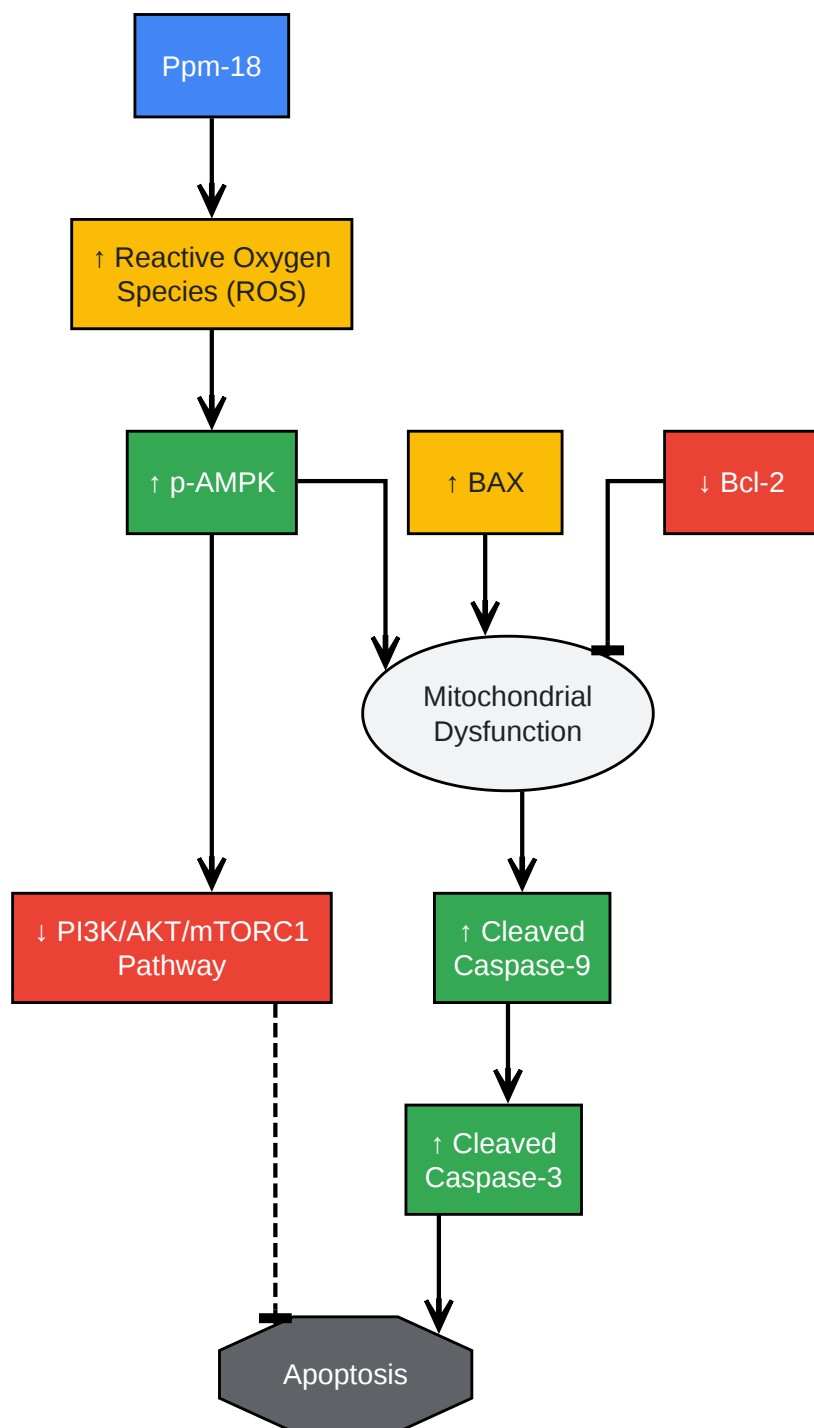 Ppm-18
↑ Reactive Oxygen
Species (ROS)
↑ p-AMPK
↑ BAX
↓ Bcl-2
Mitochondrial
Dysfunction
↓ PI3K/AKT/mTORC1
Pathway
↑ Cleaved
Caspase-9
↑ Cleaved
Caspase-3
Apoptosis